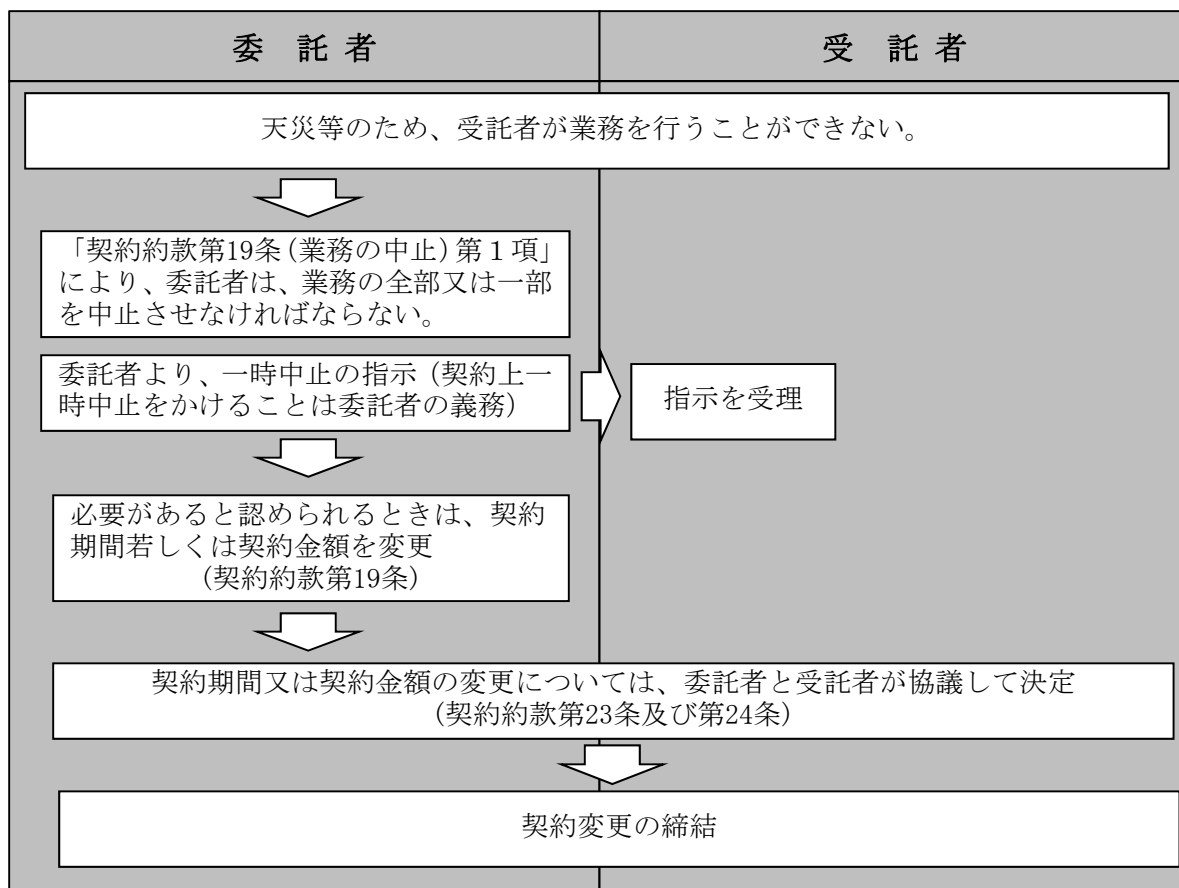 委託者
受託者
天災等のため、受託者が業務を行うことができない。
「契約約款第19条(業務の中止)第１項」
により、委託者は、業務の全部又は一部
を中止させなければならない。
委託者より、一時中止の指示（契約上一
時中止をかけることは委託者の義務）
指示を受理
必要があると認められるときは、契約
期間若しくは契約金額を変更
（契約約款第19条）
契約期間又は契約金額の変更については、委託者と受託者が協議して決定
（契約約款第23条及び第24条）
契約変更の締結